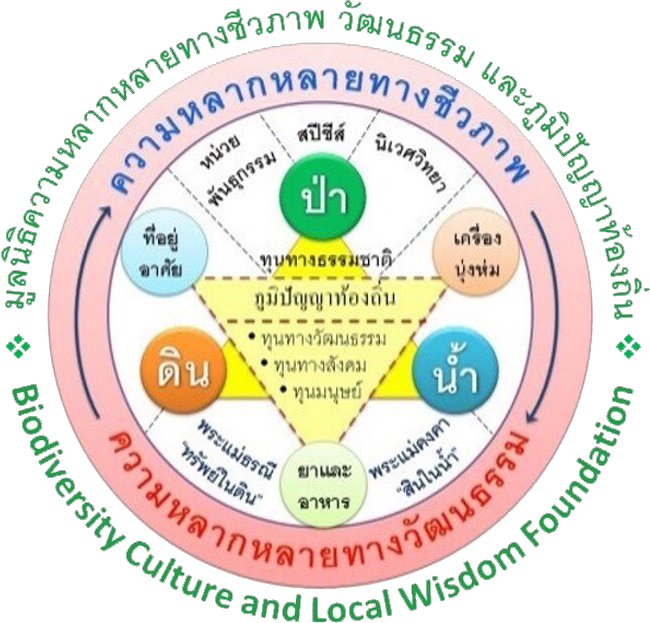 มูลนิธิความหลากหลายทางชีวภาพ วัฒนธรรม และภูมิปัญญาท้องถิ่น
ความหลากหลายทางชีวภาพ
หน่วย
พันธุกรรม
สปีชีส์
นิเวศวิทยา
ป่า
ที่อยู่
อาศัย
เครื่อง
นุ่งห่ม
ทุนทางธรรมชาติ
ภูมิปัญญาท้องถิ่น
• ทุนทางวัฒนธรรม
• ทุนทางสังคม
• ทุนมนุษย์
ดิน
น้ำ
พระแม่ธรณี
"ทรัพย์ในดิน"
ยาและ
อาหาร
พระแม่คงคา
"สินในน้ำ"
ความหลากหลายทางวัฒนธรรม
❖ Biodiversity Culture and Local Wisdom Foundation ❖